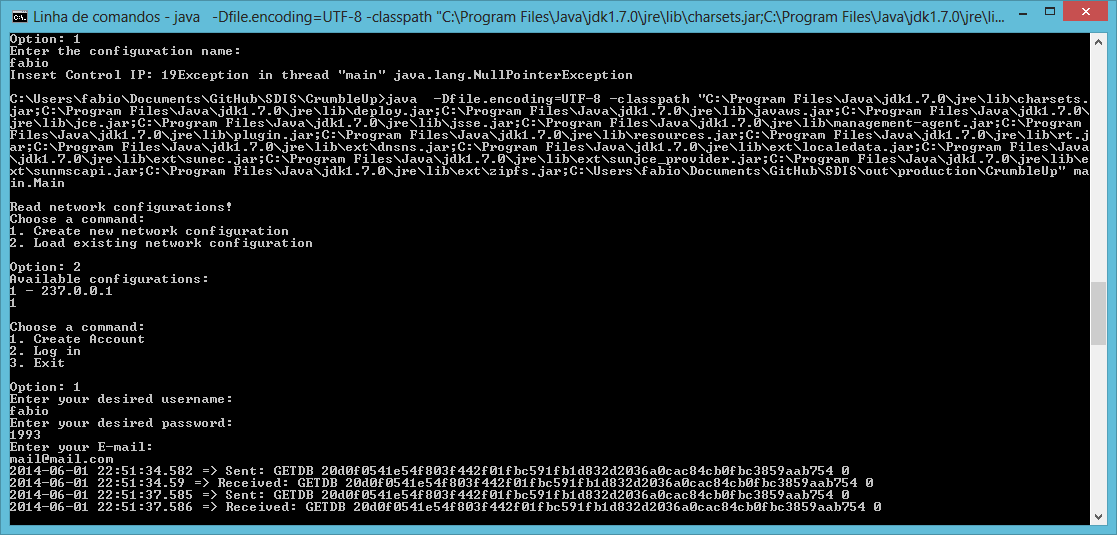 Linha de comandos - java   -Dfile.encoding=UTF-8 -classpath "C:\Program Files\Java\jdk1.7.0\jre\lib\charsets.jar;C:\Program Files\Java\jdk1.7.0\jre\li...
Option: 1
Enter the configuration name:
fabio
Insert Control IP: 19Exception in thread "main" java.lang.NullPointerException
C:\Users\fabio\Documents\GitHub\SDIS\CrumbleUp>java  -Dfile.encoding=UTF-8 -classpath "C:\Program Files\Java\jdk1.7.0\jre\lib\charsets.
jar;C:\Program Files\Java\jdk1.7.0\jre\lib\deploy.jar;C:\Program Files\Java\jdk1.7.0\jre\lib\javaws.jar;C:\Program Files\Java\jdk1.7.0\
jre\lib\jce.jar;C:\Program Files\Java\jdk1.7.0\jre\lib\jsse.jar;C:\Program Files\Java\jdk1.7.0\jre\lib\management-agent.jar;C:\Program 
Files\Java\jdk1.7.0\jre\lib\plugin.jar;C:\Program Files\Java\jdk1.7.0\jre\lib\resources.jar;C:\Program Files\Java\jdk1.7.0\jre\lib\rt.j
ar;C:\Program Files\Java\jdk1.7.0\jre\lib\ext\dnsns.jar;C:\Program Files\Java\jdk1.7.0\jre\lib\ext\localedata.jar;C:\Program Files\Java
\jdk1.7.0\jre\lib\ext\sunec.jar;C:\Program Files\Java\jdk1.7.0\jre\lib\ext\sunjce_provider.jar;C:\Program Files\Java\jdk1.7.0\jre\lib\e
xt\sunmscapi.jar;C:\Program Files\Java\jdk1.7.0\jre\lib\ext\zipfs.jar;C:\Users\fabio\Documents\GitHub\SDIS\out\production\CrumbleUp" ma
in.Main
Read network configurations!
Choose a command:
1. Create new network configuration
2. Load existing network configuration
Option: 2
Available configurations:
1 - 237.0.0.1
1
Choose a command:
1. Create Account
2. Log in
3. Exit
Option: 1
Enter your desired username:
fabio
Enter your desired password:
1993
Enter your E-mail:
mail@mail.com
2014-06-01 22:51:34.582 => Sent: GETDB 20d0f0541e54f803f442f01fbc591fb1d832d2036a0cac84cb0fbc3859aab754 0
2014-06-01 22:51:34.59 => Received: GETDB 20d0f0541e54f803f442f01fbc591fb1d832d2036a0cac84cb0fbc3859aab754 0
2014-06-01 22:51:37.585 => Sent: GETDB 20d0f0541e54f803f442f01fbc591fb1d832d2036a0cac84cb0fbc3859aab754 0
2014-06-01 22:51:37.586 => Received: GETDB 20d0f0541e54f803f442f01fbc591fb1d832d2036a0cac84cb0fbc3859aab754 0